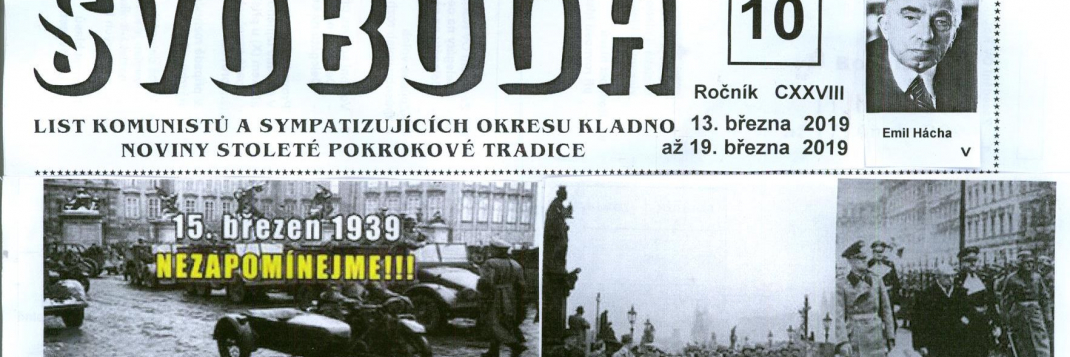 SVOBODA
10
Ročník CXXVIII
LIST KOMUNISTŮ A SYMPATIZUJÍCÍCH OKRESU KLADNO
NOVINY STOLETÉ POKROKOVÉ TRADICE
13. března 2019
až 19. března 2019
Emil Hácha
v
15. březen 1939
NEZAPOMÍNEJME!!!